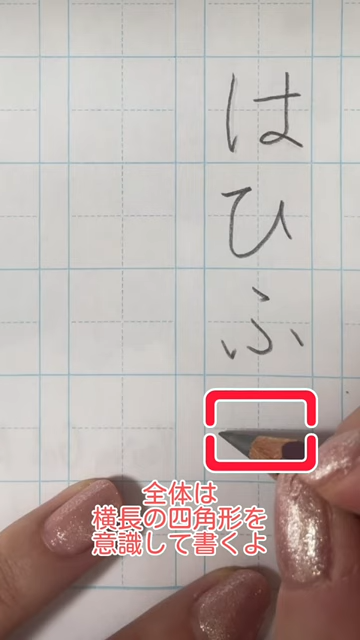 はひふ
全体は
横長の四角形を
意識して書くよ